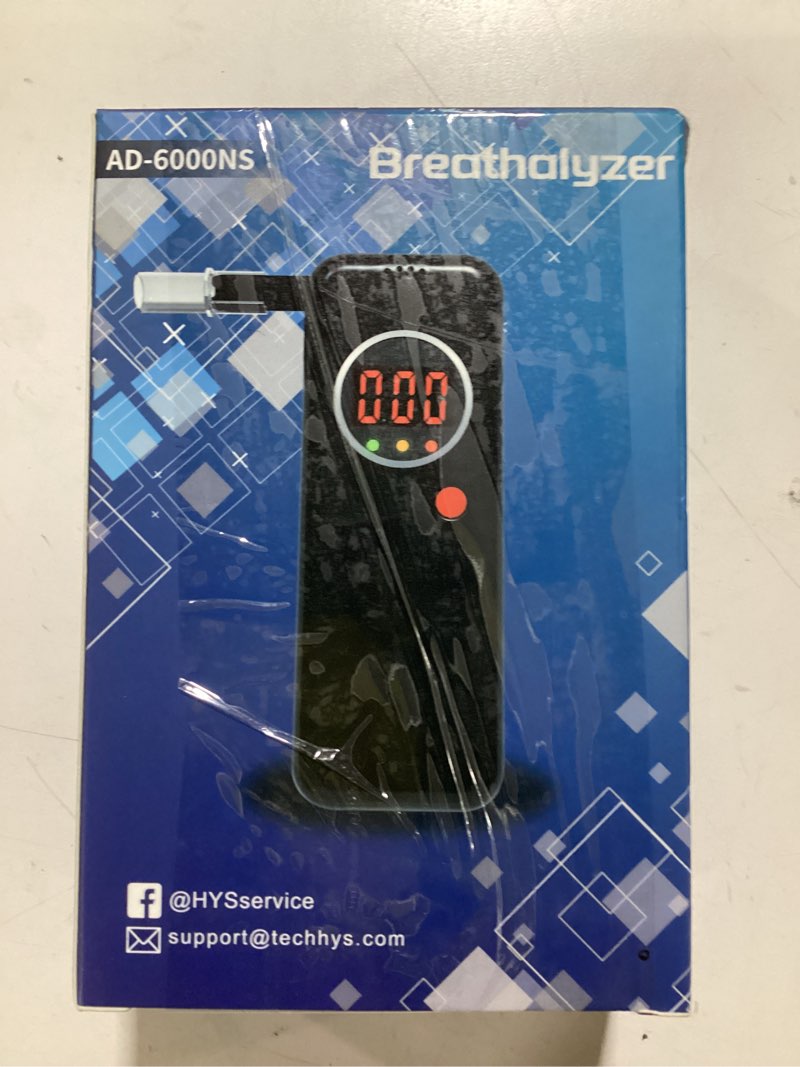 AD-6000NS
Breathalyzer
000
@HYSservice
support@techhys.com